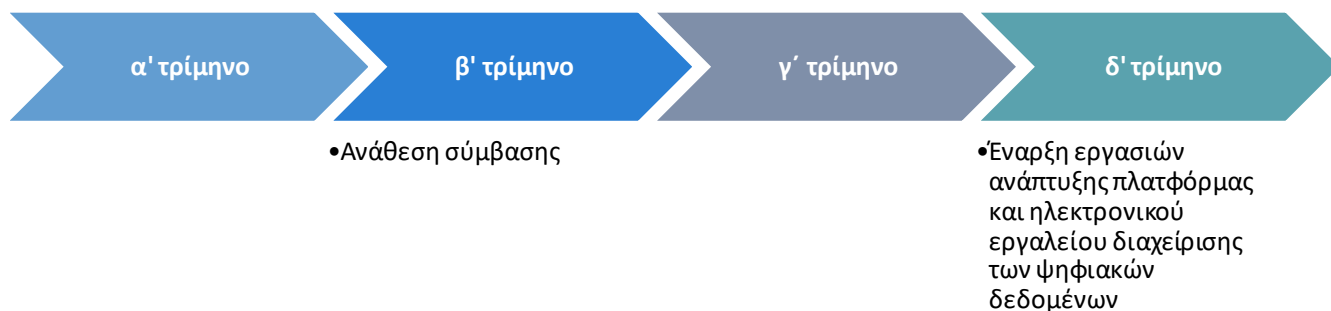 α' τρίμηνο
β' τρίμηνο
γ΄ τρίμηνο
δ' τρίμηνο
•Ανάθεση σύμβασης
•Έναρξη εργασιών
ανάπτυξης πλατφόρμας
και ηλεκτρονικού
εργαλείου διαχείρισης
των ψηφιακών
δεδομένων